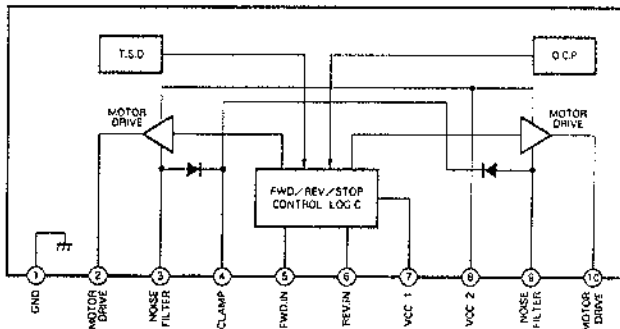 T.S.D
O.C.P
MOTOR
DRIVE
MOTOR
DRIVE
FWD/REV/STOP
CONTROL LOGIC
1
2
3
4
5
6
7
8
9
10
GND
MOTOR
DRIVE
NOISE
FILTER
CLAMP
FWD.IN
REV.IN
VCC 1
VCC 2
NOISE
FILTER
MOTOR
DRIVE